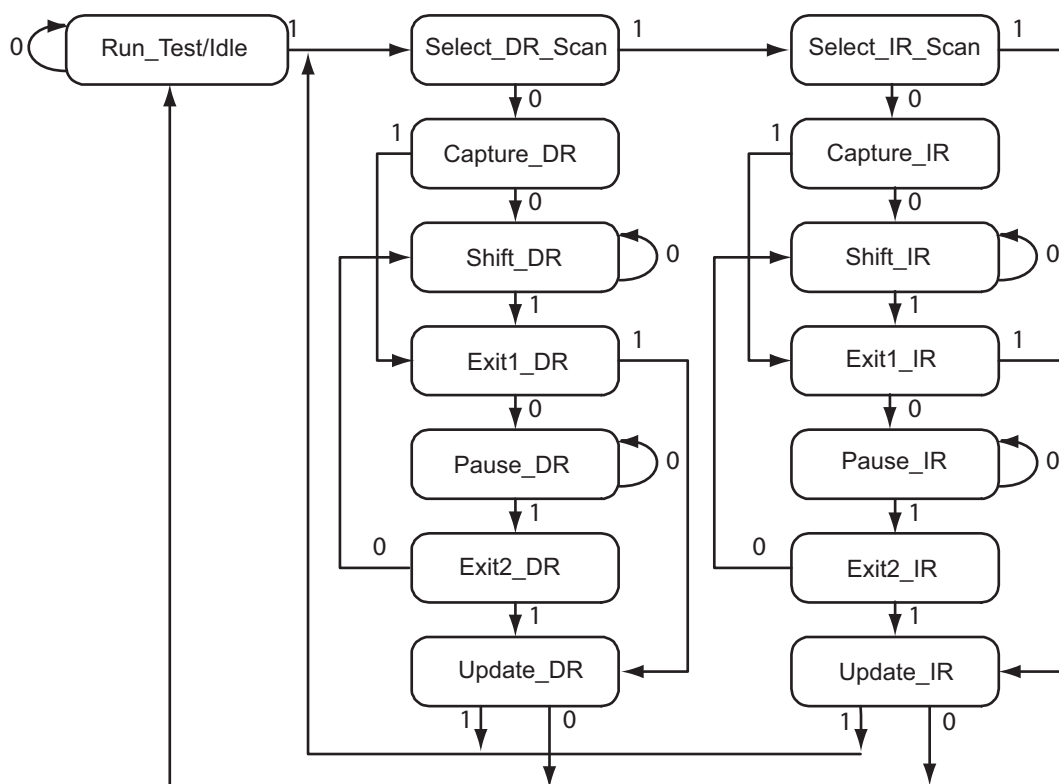 1 1 1
0 Run_Test/Idle Select_DR_Scan Select_IR_Scan
0 0
1 1
Capture_DR Capture_IR
0 0
Shift_DR 0 Shift_IR 0
1 1
1 1
Exit1_DR Exit1_IR
0 0
Pause_DR 0 Pause_IR 0
1 1
0 0
Exit2_DR Exit2_IR
1 1
Update_DR Update_IR
1 0 1 0